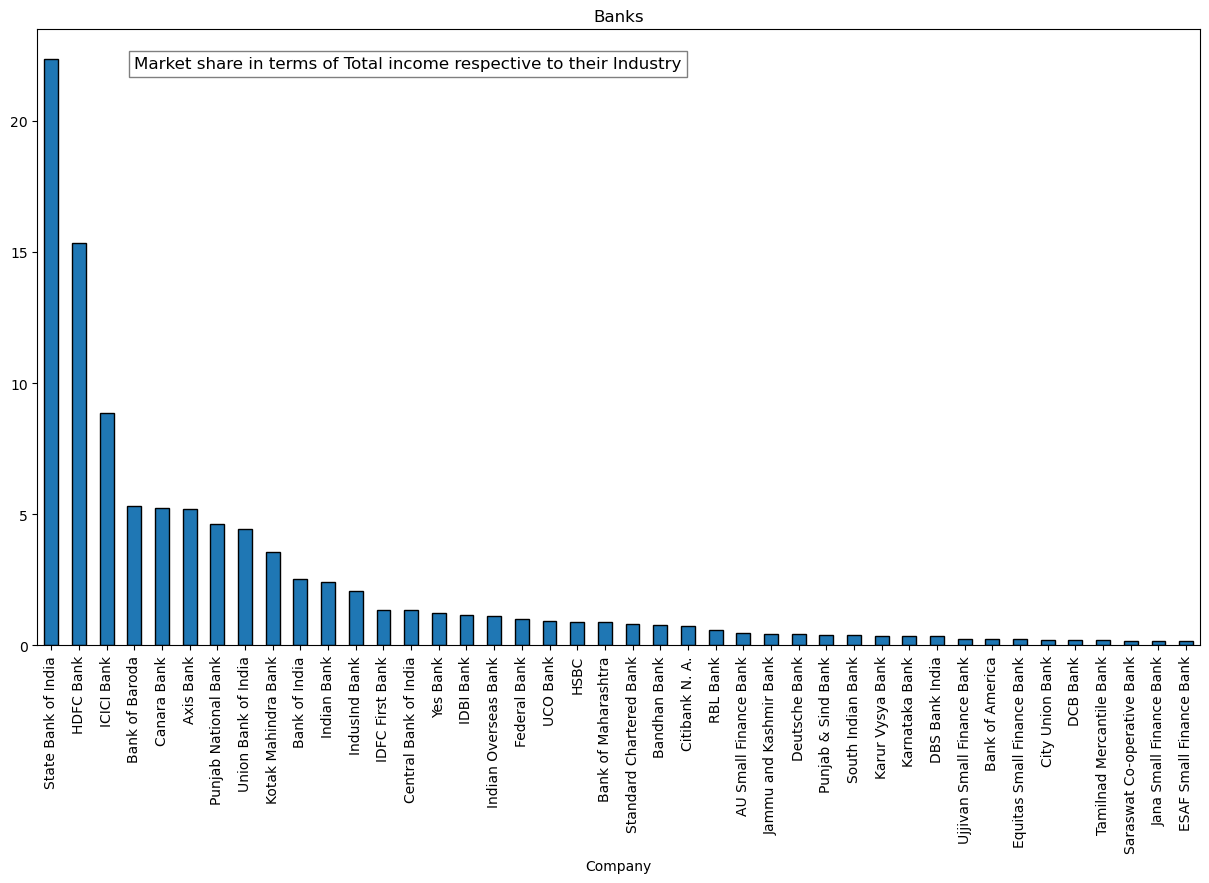 Banks
Market share in terms of Total income respective to their Industry
20
15
10
5
0
State Bank of India
HDFC Bank
ICICI Bank
Bank of Baroda
Canara Bank
Axis Bank
Punjab National Bank
Union Bank of India
Kotak Mahindra Bank
Bank of India
Indian Bank
IndusInd Bank
IDFC First Bank
Central Bank of India
Yes Bank
IDBI Bank
Indian Overseas Bank
Federal Bank
UCO Bank
HSBC
Bank of Maharashtra
Standard Chartered Bank
Bandhan Bank
Citibank N. A.
RBL Bank
AU Small Finance Bank
Jammu and Kashmir Bank
Deutsche Bank
Punjab & Sind Bank
South Indian Bank
Karur Vysya Bank
Karnataka Bank
DBS Bank India
Ujjivan Small Finance Bank
Bank of America
Equitas Small Finance Bank
City Union Bank
DCB Bank
Tamilnad Mercantile Bank
Saraswat Co-operative Bank
Jana Small Finance Bank
ESAF Small Finance Bank
Company